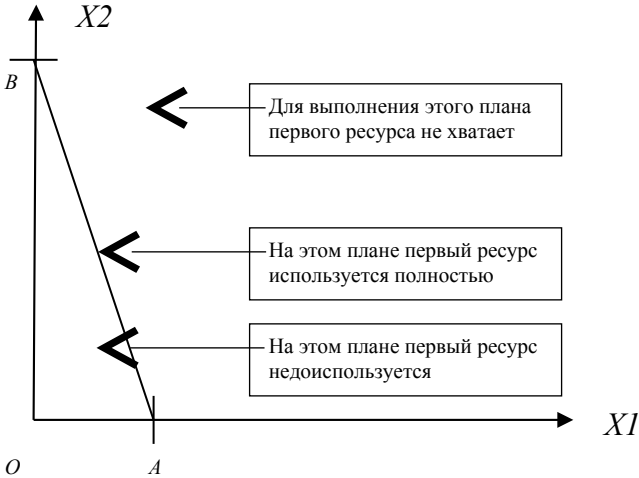 X2
B
Для выполнения этого плана
первого ресурса не хватает
На этом плане первый ресурс
используется полностью
На этом плане первый ресурс
недоиспользуется
X1
O
A